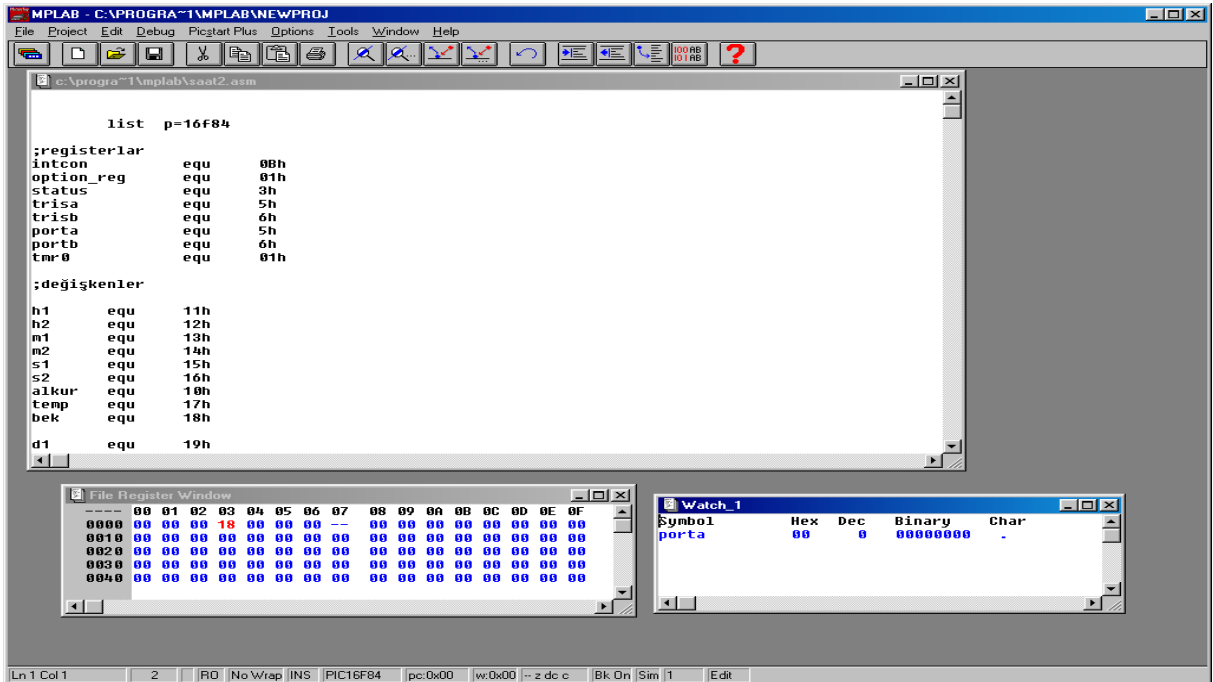 MPLAB - C:\PROGRA~1\MPLAB\NEWPROJ
File Project Edit Debug Picstart Plus Options Tools Window Help
100 AB
101 AB
c:\progra~1\mplab\saat2.asm
list p=16f84
;registerlar
intcon equ 0Bh
option_reg equ 01h
status equ 3h
trisa equ 5h
trisb equ 6h
porta equ 5h
portb equ 6h
tmr0 equ 01h
;değişkenler
h1 equ 11h
h2 equ 12h
m1 equ 13h
m2 equ 14h
s1 equ 15h
s2 equ 16h
alkur equ 10h
temp equ 17h
bek equ 18h
d1 equ 19h
File Register Window
---- 00 01 02 03 04 05 06 07 08 09 0A 0B 0C 0D 0E 0F
0000 00 00 00 18 00 00 00 -- 00 00 00 00 00 00 00 00
0010 00 00 00 00 00 00 00 00 00 00 00 00 00 00 00 00
0020 00 00 00 00 00 00 00 00 00 00 00 00 00 00 00 00
0030 00 00 00 00 00 00 00 00 00 00 00 00 00 00 00 00
0040 00 00 00 00 00 00 00 00 00 00 00 00 00 00 00 00
Watch_1
Symbol Hex Dec Binary Char
porta 00 0 00000000 .
Ln 1 Col 1 2 RO No Wrap INS PIC16F84 pc:0x00 w:0x00 -- z dc c Bk On Sim 1 Edit